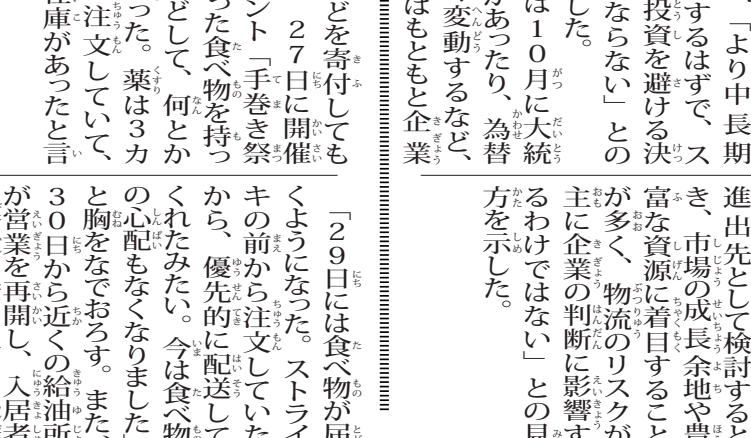 、「より中長期
するはずで、ス
投資を避ける決
ならない」との
した。
は10月に大統
があったり、為替
変動するなど、
はもともと企業
進出先として検討すると
き、市場の成長余地や豊
富な資源に着目すること
が多く、物流のリスクが
主に企業の判断に影響す
るわけではない」との見
方を示した。
どを寄付しても
27日に開催
ント「手巻き祭
った食べ物を持っ
どとして、何とか
った。薬は3カ
注文していて、
庫があったと言
「29日には食べ物が届
くようになった。ストライ
キの前から注文していた
から、優先的に配送して
くれたみたい。今は食べ物
の心配もなくなりました」
と胸をなでおろす。また、
30日から近くの給油所
が営業を再開し、入居者